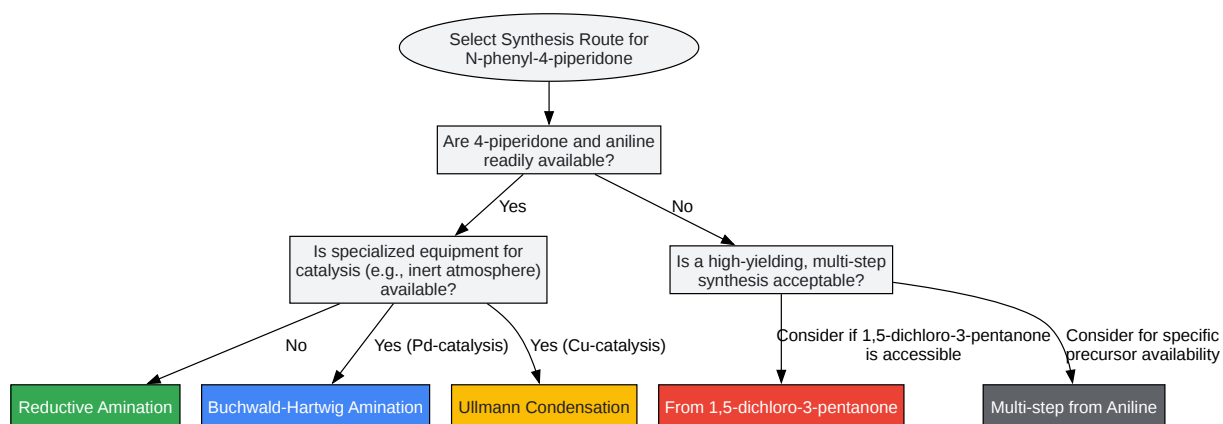 Select Synthesis Route for
N-phenyl-4-piperidone
Are 4-piperidone and aniline
readily available?
Yes
No
Is specialized equipment for
catalysis (e.g., inert atmosphere)
available?
Is a high-yielding, multi-step
synthesis acceptable?
No
Yes (Pd-catalysis)
Yes (Cu-catalysis)
Consider if 1,5-dichloro-3-pentanone
is accessible
Consider for specific
precursor availability
Reductive Amination
Buchwald-Hartwig Amination
Ullmann Condensation
From 1,5-dichloro-3-pentanone
Multi-step from Aniline